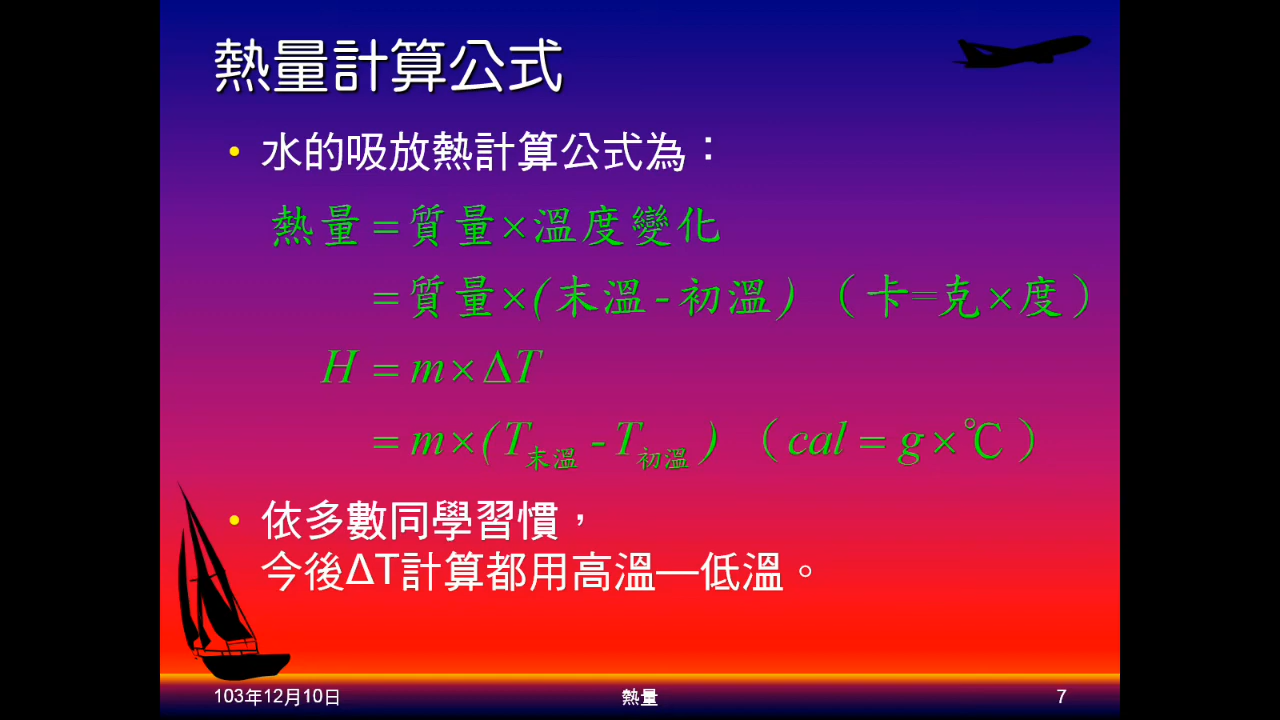 熱量計算公式
• 水的吸放熱計算公式為：
熱量=質量×溫度變化
=質量×(末溫-初溫)（卡=克×度）
H = m×ΔT
= m×(T末溫 -T初溫)（cal = g×℃）
• 依多數同學習慣，
今後ΔT計算都用高溫—低溫。
103年12月10日
熱量
7